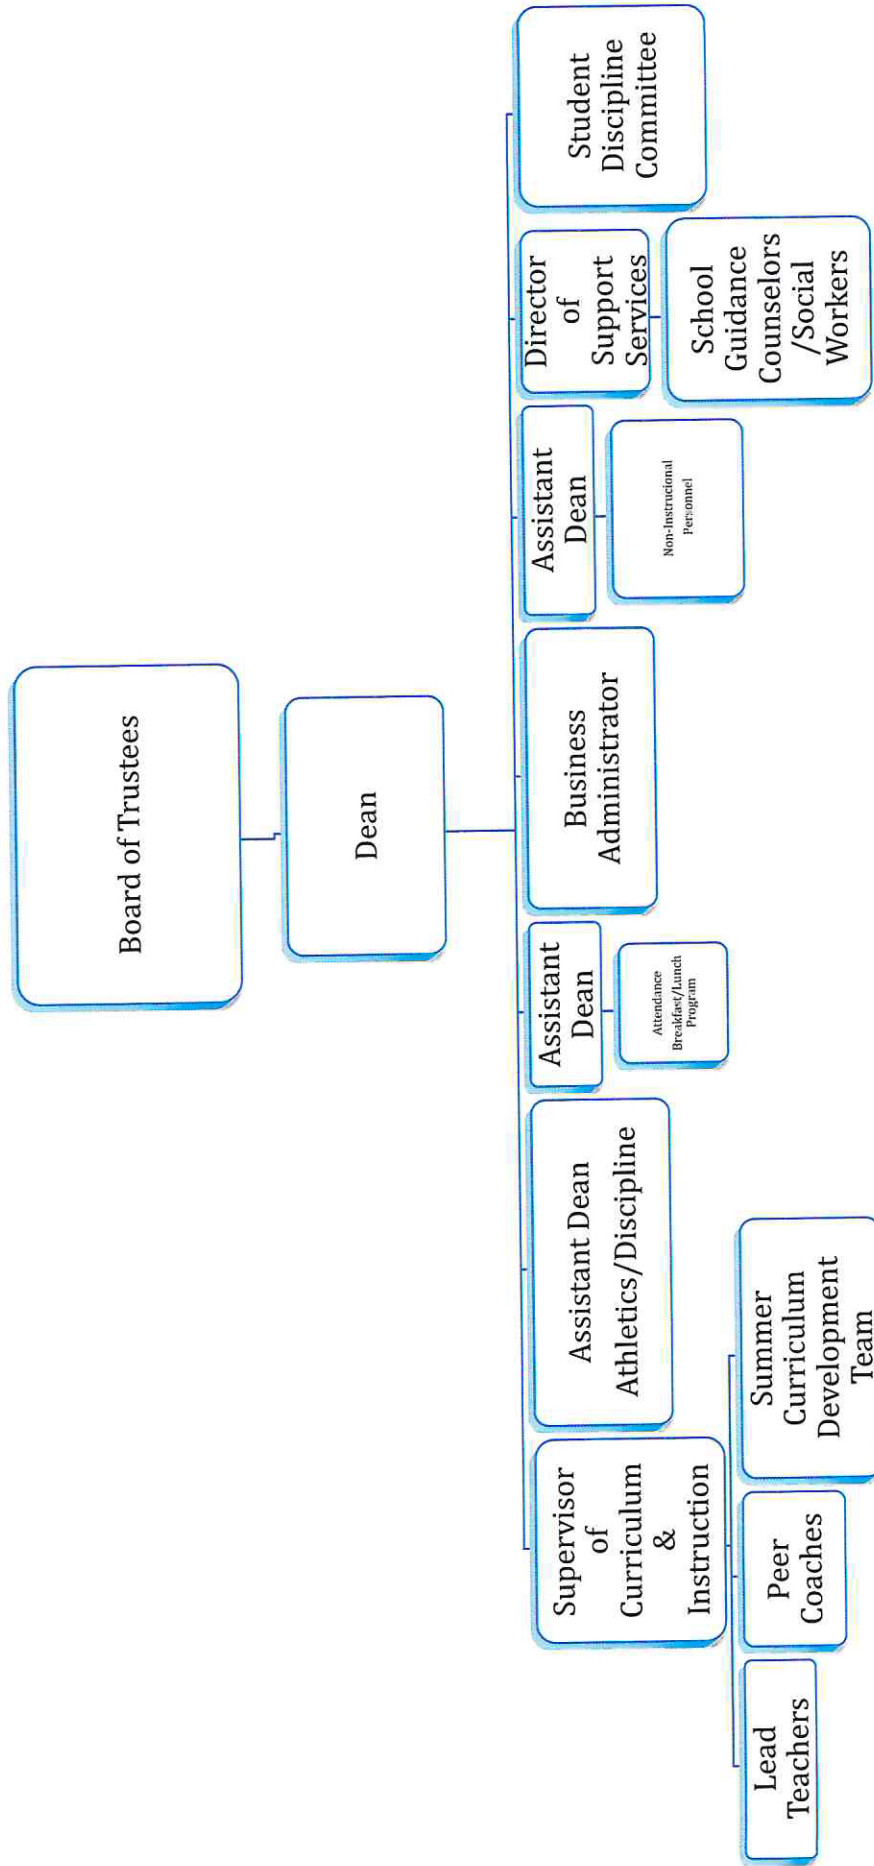 Board of Trustees
Dean
Supervisor
of
Curriculum
&
Instruction
Assistant Dean
Athletics/Discipline
Assistant
Dean
Business
Administrator
Assistant
Dean
Director
of
Support
Services
Student
Discipline
Committee
Attendance
Breakfast/Lunch
Program
Non-Instrucional
Personnel
School
Guidance
Counselors
/Social
Workers
Lead
Teachers
Peer
Coaches
Summer
Curriculum
Development
Team